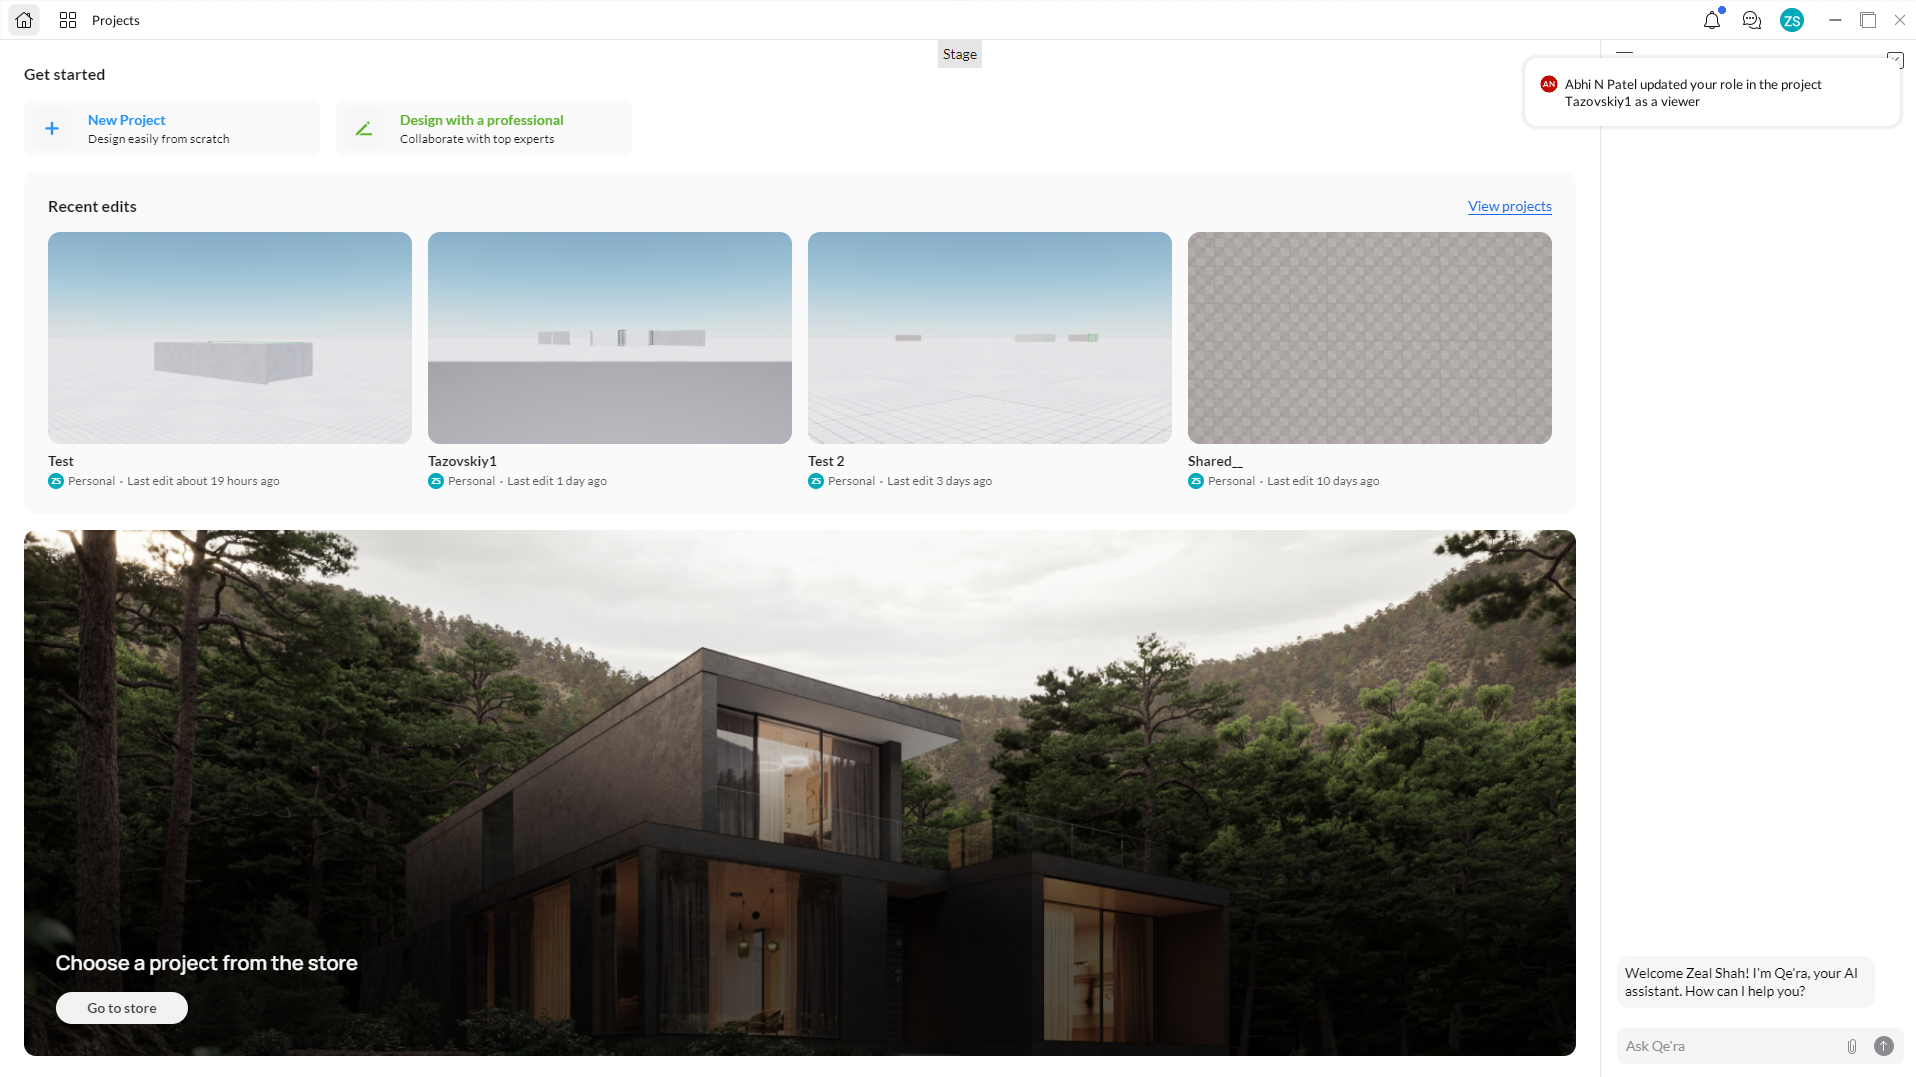 Projects
ZS
Stage
Get started
AN
Abhi N Patel updated your role in the project
Tazovskiy1 as a viewer
New Project
Design easily from scratch
Design with a professional
Collaborate with top experts
Recent edits
View projects
Test
ZS Personal · Last edit about 19 hours ago
Tazovskiy1
ZS Personal · Last edit 1 day ago
Test 2
ZS Personal · Last edit 3 days ago
Shared__
ZS Personal · Last edit 10 days ago
Choose a project from the store
Go to store
Welcome Zeal Shah! I'm Qe'ra, your AI
assistant. How can I help you?
Ask Qe'ra